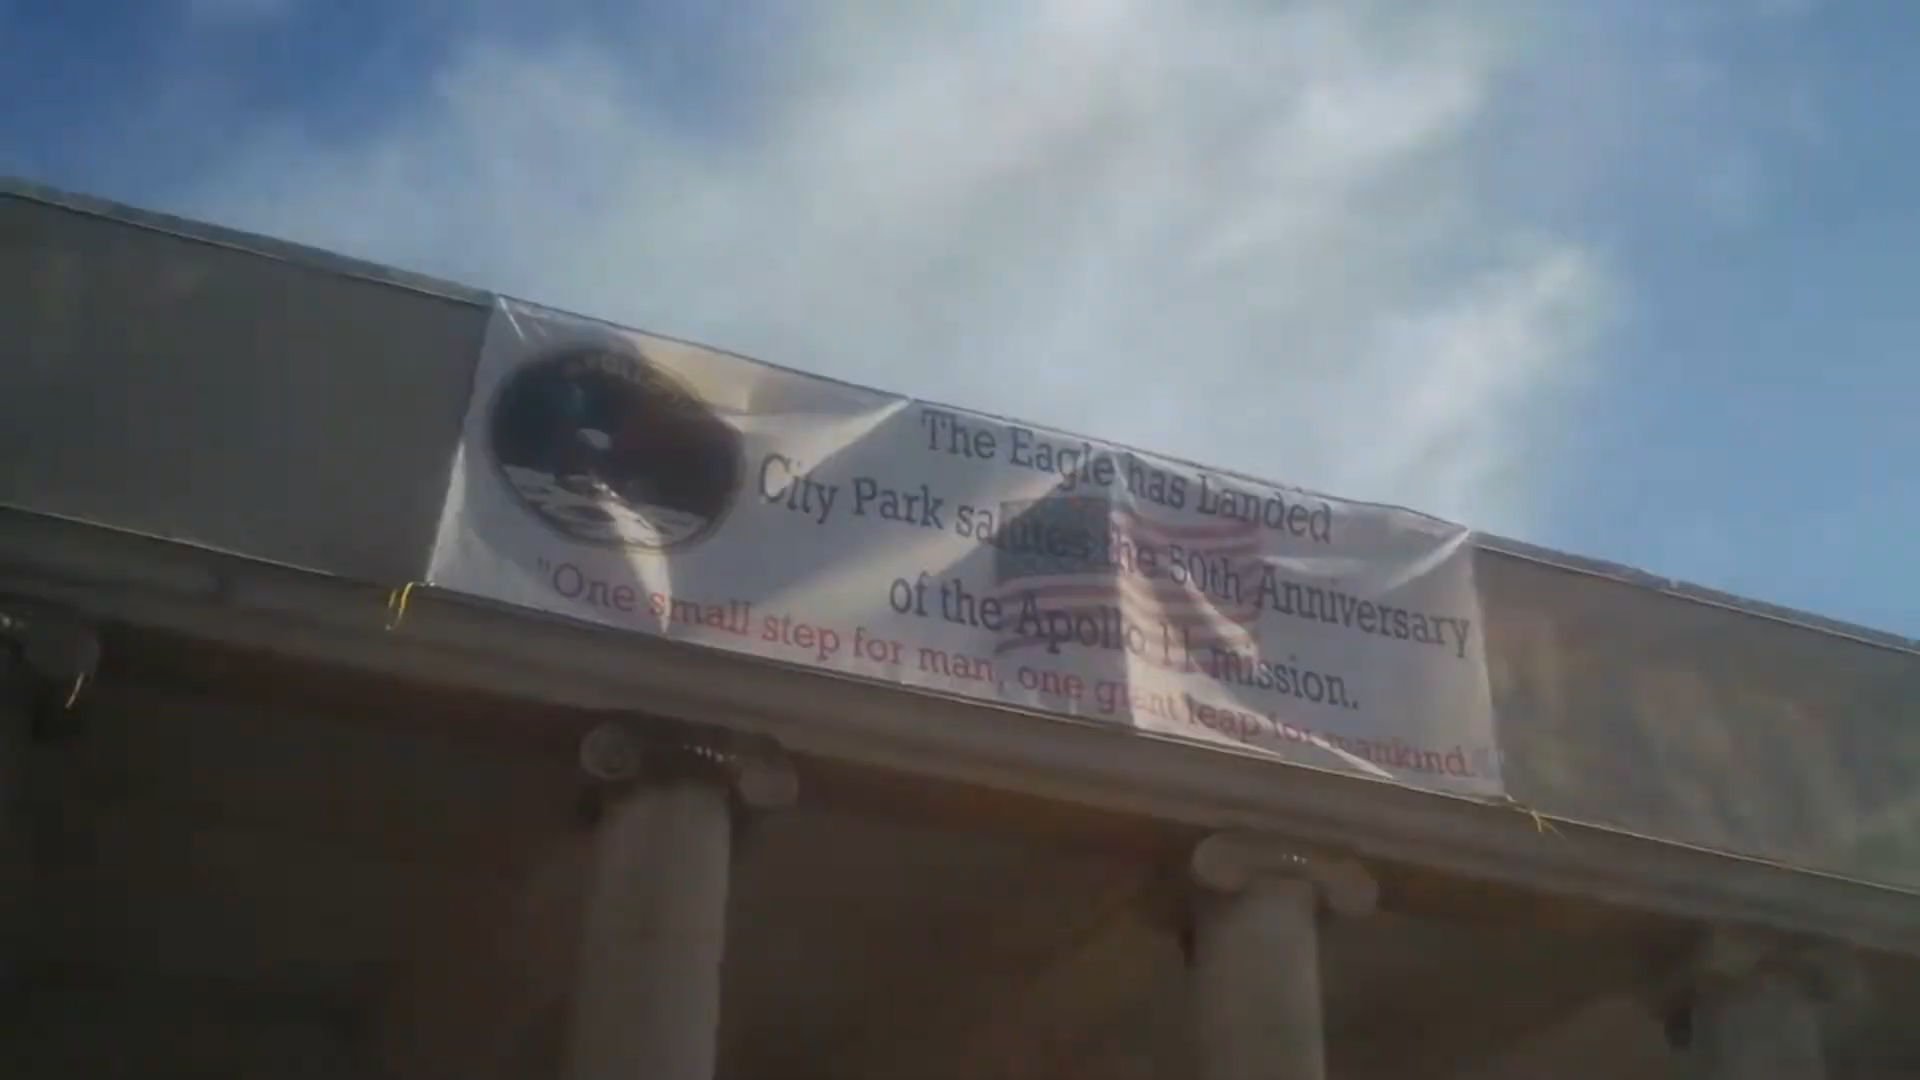 APOLLO
The Eagle has Landed
City Park salutes the 50th Anniversary
of the Apollo 11 mission.
"One small step for man, one giant leap for mankind.